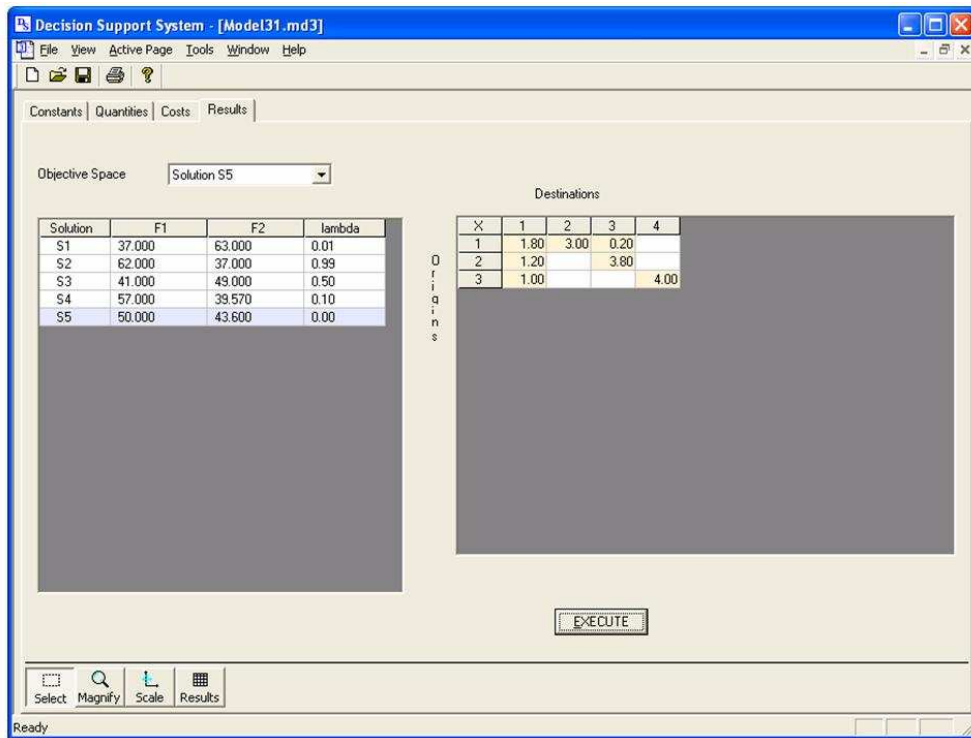 Decision Support System - [Model31.md3]
File View Active Page Tools Window Help
Constants Quantities Costs Results
Objective Space Solution S5
Solution F1 F2 lambda
S1 37.000 63.000 0.01
S2 62.000 37.000 0.99
S3 41.000 49.000 0.50
S4 57.000 39.570 0.10
S5 50.000 43.600 0.00
Destinations
Origins
X 1 2 3 4
1 1.80 3.00 0.20
2 1.20 3.80
3 1.00 4.00
EXECUTE
Select Magnify Scale Results
Ready